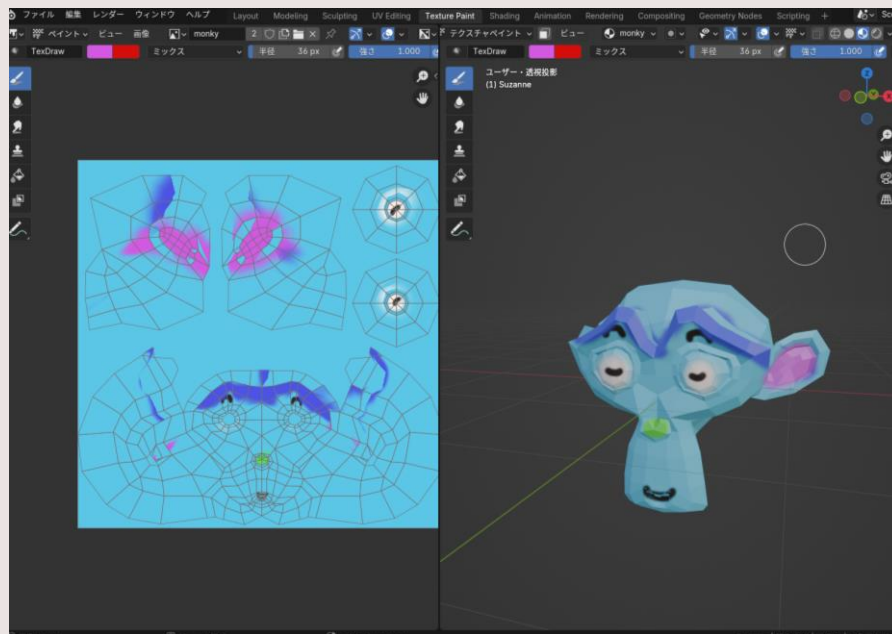 ファイル 編集 レンダー ウィンドウ ヘルプ Layout Modeling Sculpting UV Editing Texture Paint Shading Animation Rendering Compositing Geometry Nodes Scripting +
ペイント ビュー 画像 monky 2
テクスチャペイント ビュー monky
TexDraw ミックス 半径 36 px 強さ 1.000
TexDraw ミックス 半径 36 px 強さ 1.000
ユーザー・透視投影
(1) Suzanne
Z
X